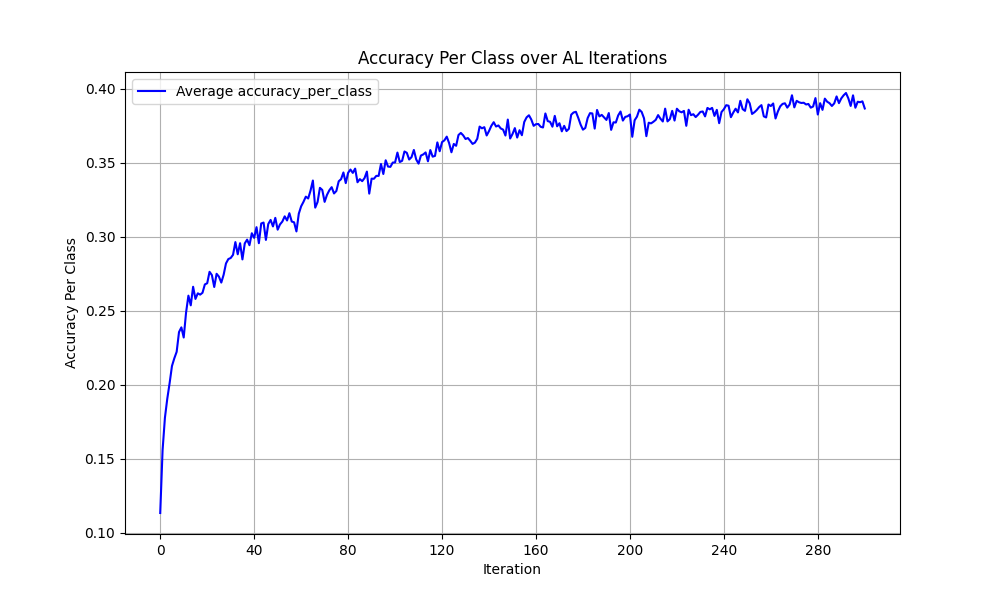 Accuracy Per Class over AL Iterations
Average accuracy_per_class
Accuracy Per Class
0.40
0.35
0.30
0.25
0.20
0.15
0.10
0 40 80 120 160 200 240 280
Iteration